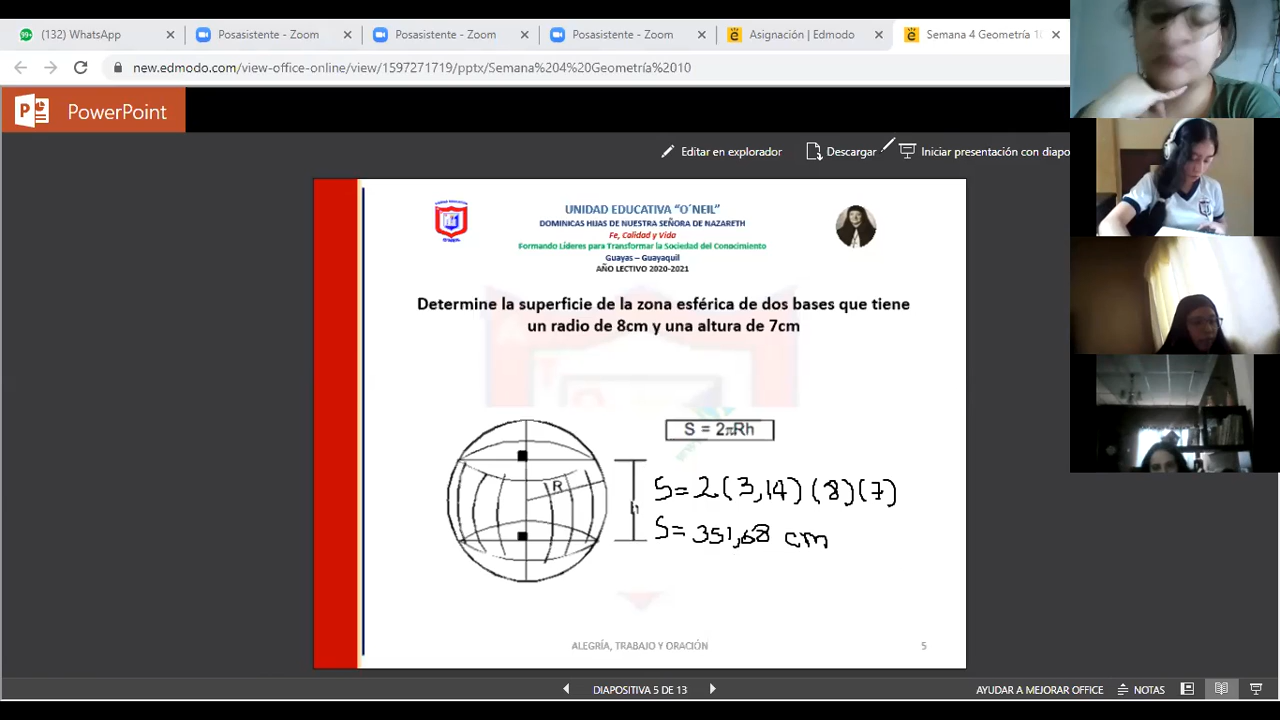 (132) WhatsApp
Posasistente - Zoom
Posasistente - Zoom
Posasistente - Zoom
Asignación | Edmodo
Semana 4 Geometría 10
new.edmodo.com/view-office-online/view/1597271719/pptx/Semana%204%20Geometría%2010
PowerPoint
Editar en explorador
Descargar
Iniciar presentación con diapo
UNIDAD EDUCATIVA “O´NEIL”
DOMINICAS HIJAS DE NUESTRA SEÑORA DE NAZARETH
Fe, Calidad y Vida
Formando Líderes para Transformar la Sociedad del Conocimiento
Guayas – Guayaquil
AÑO LECTIVO 2020-2021
Determine la superficie de la zona esférica de dos bases que tiene
un radio de 8cm y una altura de 7cm
S = 2πRh
R
h
S= 2(3,14)(8)(7)
S= 351,68 cm
ALEGRÍA, TRABAJO Y ORACIÓN
5
DIAPOSITIVA 5 DE 13
AYUDAR A MEJORAR OFFICE
NOTAS